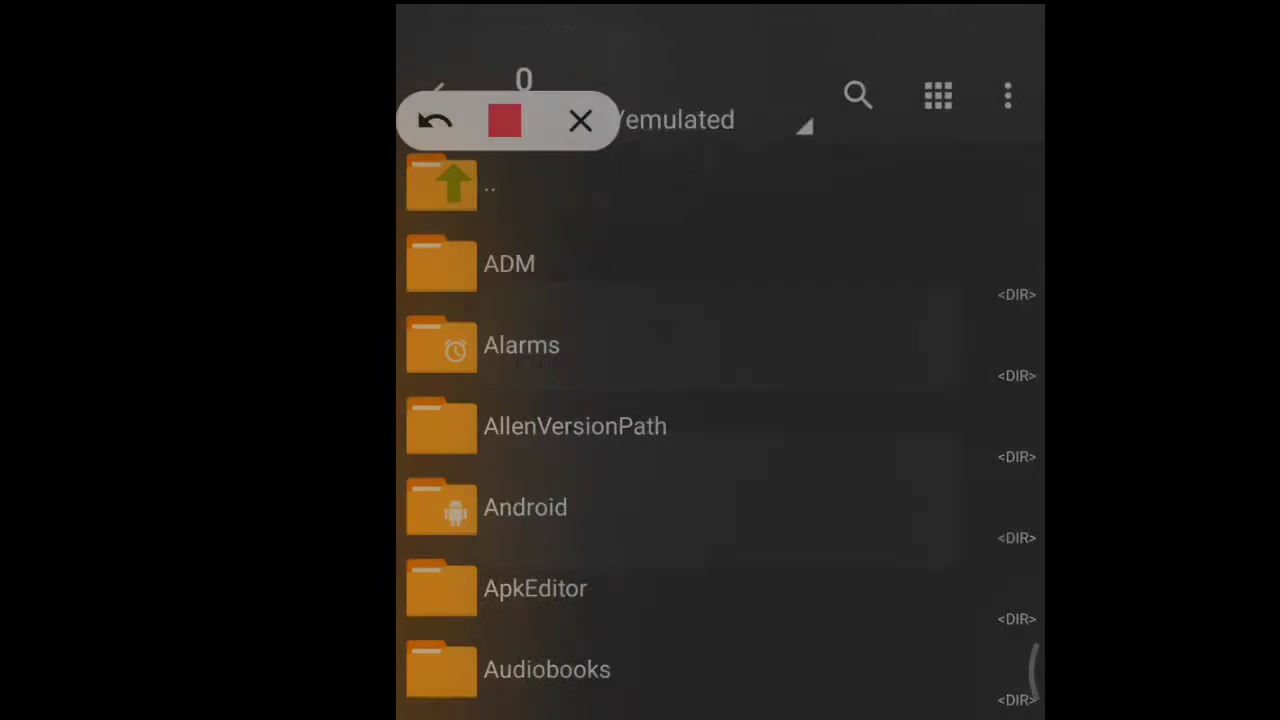 0
/emulated
..
ADM
<DIR>
Alarms
<DIR>
AllenVersionPath
<DIR>
Android
<DIR>
ApkEditor
<DIR>
Audiobooks
<DIR>